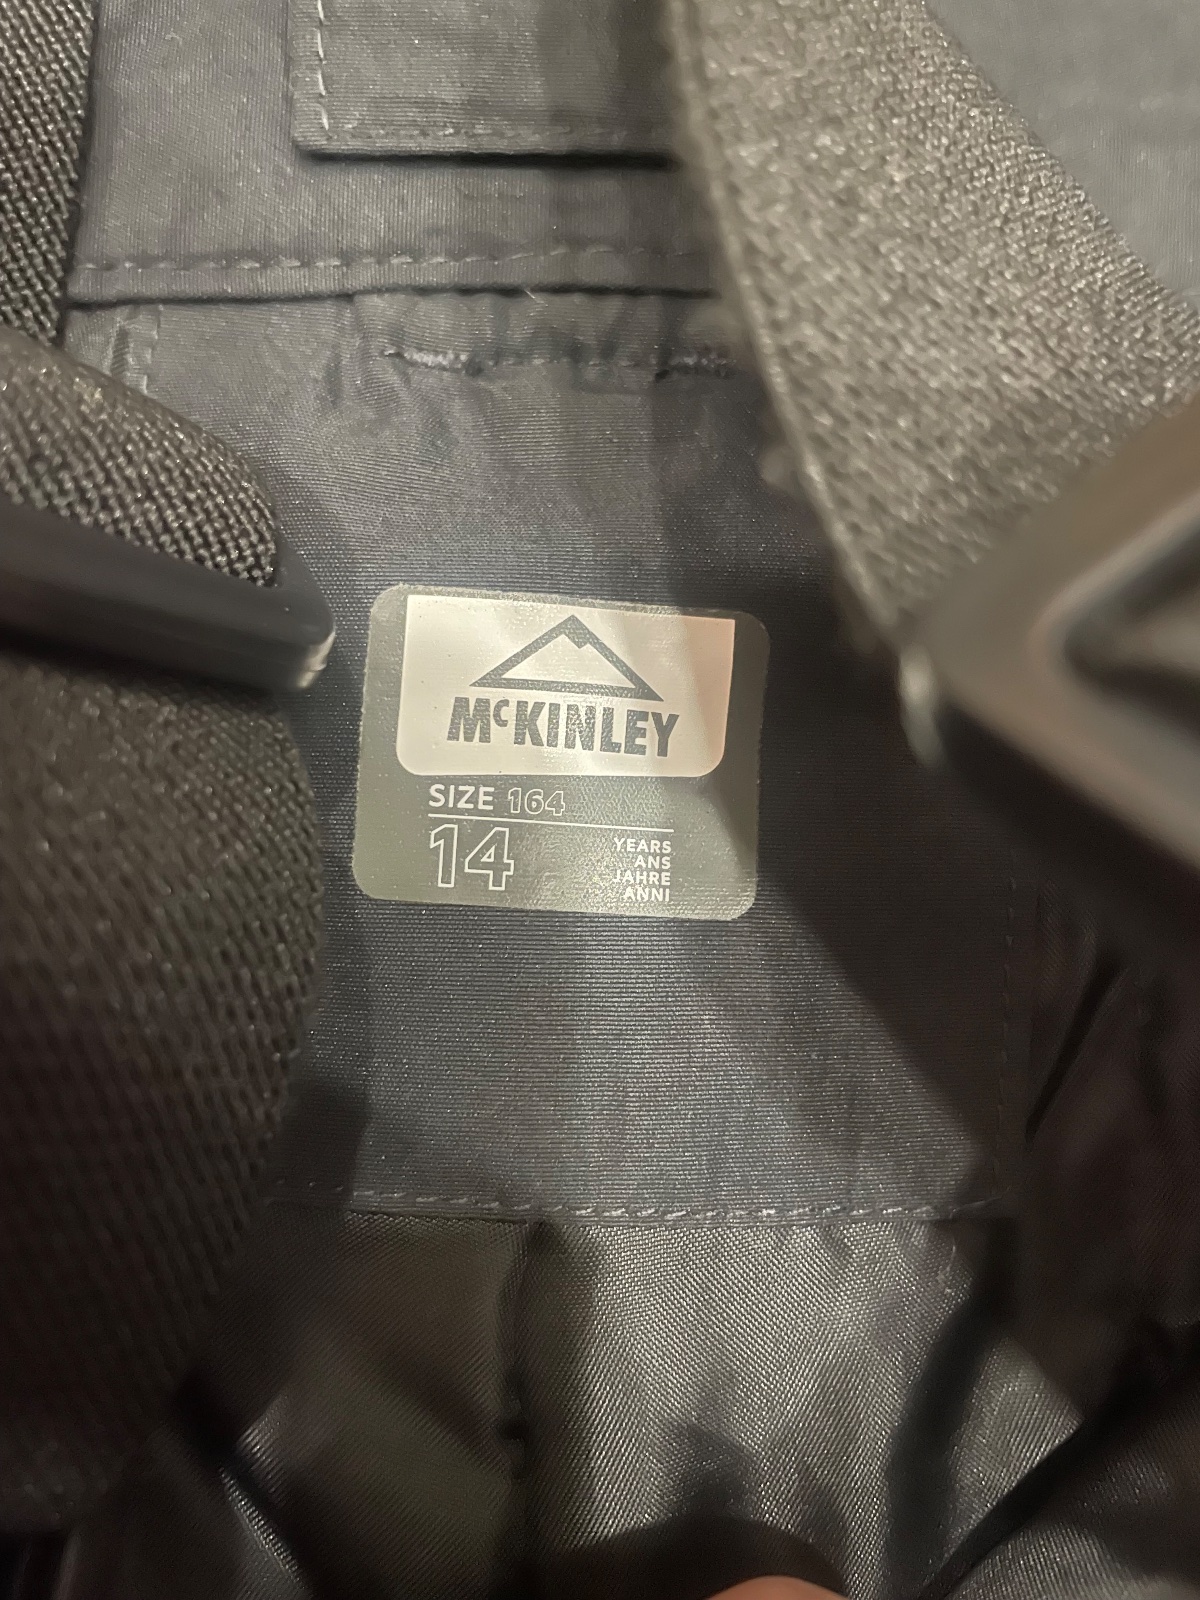 McKINLEY
SIZE 164
14
YEARS
ANS
JAHRE
ANNI